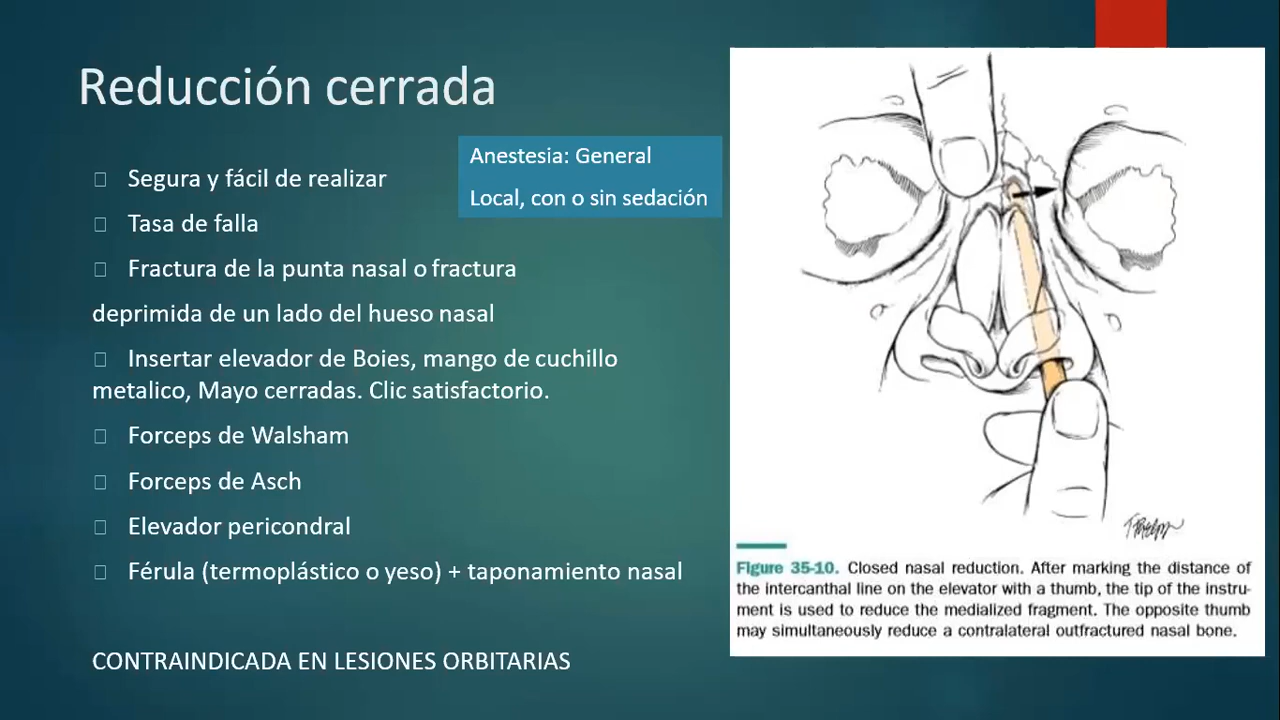 Reducción cerrada
Anestesia: General
Local, con o sin sedación
Segura y fácil de realizar
Tasa de falla
Fractura de la punta nasal o fractura
deprimida de un lado del hueso nasal
Insertar elevador de Boies, mango de cuchillo
metalico, Mayo cerradas. Clic satisfactorio.
Forceps de Walsham
Forceps de Asch
Elevador pericondral
Férula (termoplástico o yeso) + taponamiento nasal
CONTRAINDICADA EN LESIONES ORBITARIAS
Figure 35-10. Closed nasal reduction. After marking the distance of
the intercanthal line on the elevator with a thumb, the tip of the instru-
ment is used to reduce the medialized fragment. The opposite thumb
may simultaneously reduce a contralateral outfractured nasal bone.